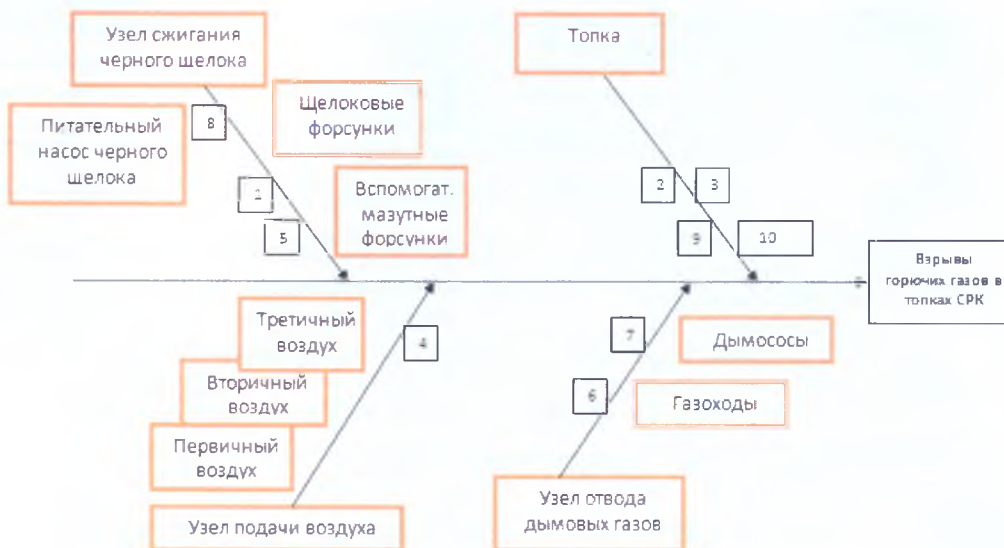 Узел сжигания
черного щелока
Топка
Щелоковые
форсунки
8
Питательный
насос черного
щелока
1
Вспомогат.
мазутные
форсунки
5
2
3
9
10
Взрывы
горючих газов в
топках СРК
Третичный
воздух
4
7
Дымососы
Вторичный
воздух
6
Газоходы
Первичный
воздух
Узел отвода
дымовых газов
Узел подачи воздуха